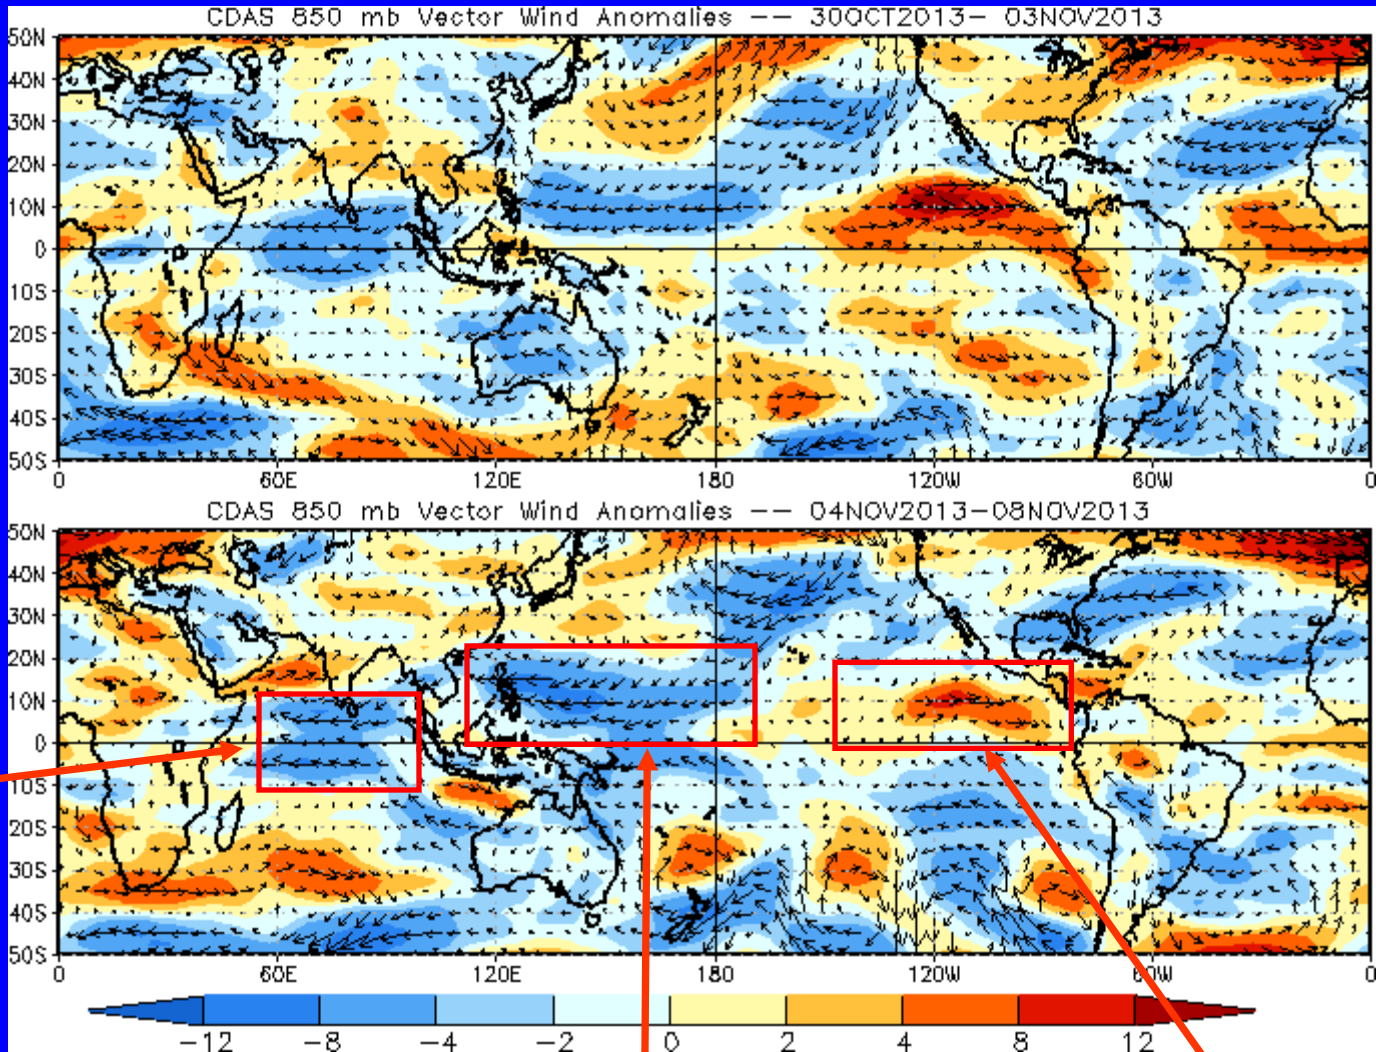 CDAS 850 mb Vector Wind Anomalies -- 30OCT2013- 03NOV2013
50N
40N
30N
20N
10N
0
10S
20S
30S
40S
50S
0 60E 120E 180 120W 60W 0
CDAS 850 mb Vector Wind Anomalies -- 04NOV2013-08NOV2013
50N
40N
30N
20N
10N
0
10S
20S
30S
40S
50S
0 60E 120E 180 120W 60W 0
-12 -8 -4 -2 0 2 4 8 12